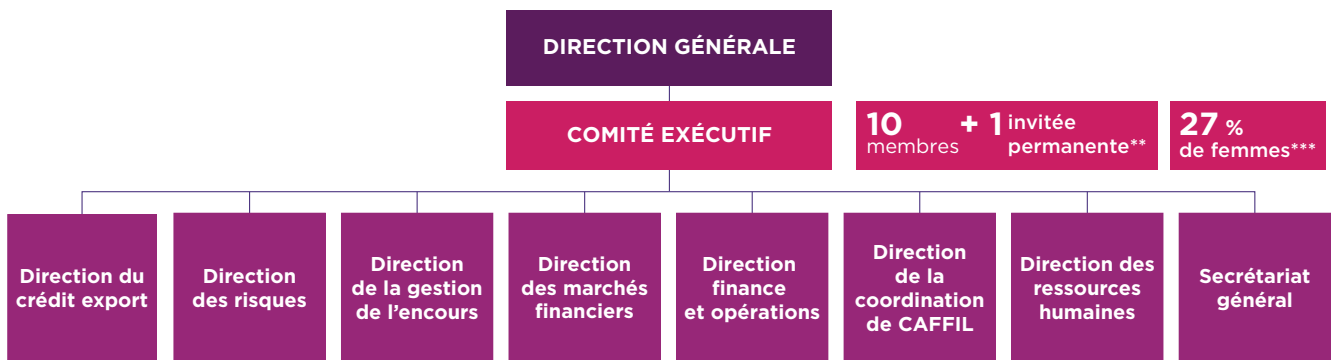 DIRECTION GÉNÉRALE
COMITÉ EXÉCUTIF
10 membres + 1 invitée
permanente**
27 %
de femmes***
Direction du
crédit export
Direction
des risques
Direction
de la gestion
de l’encours
Direction
des marchés
financiers
Direction
finance
et opérations
Direction
de la
coordination
de CAFFIL
Direction des
ressources
humaines
Secrétariat
général